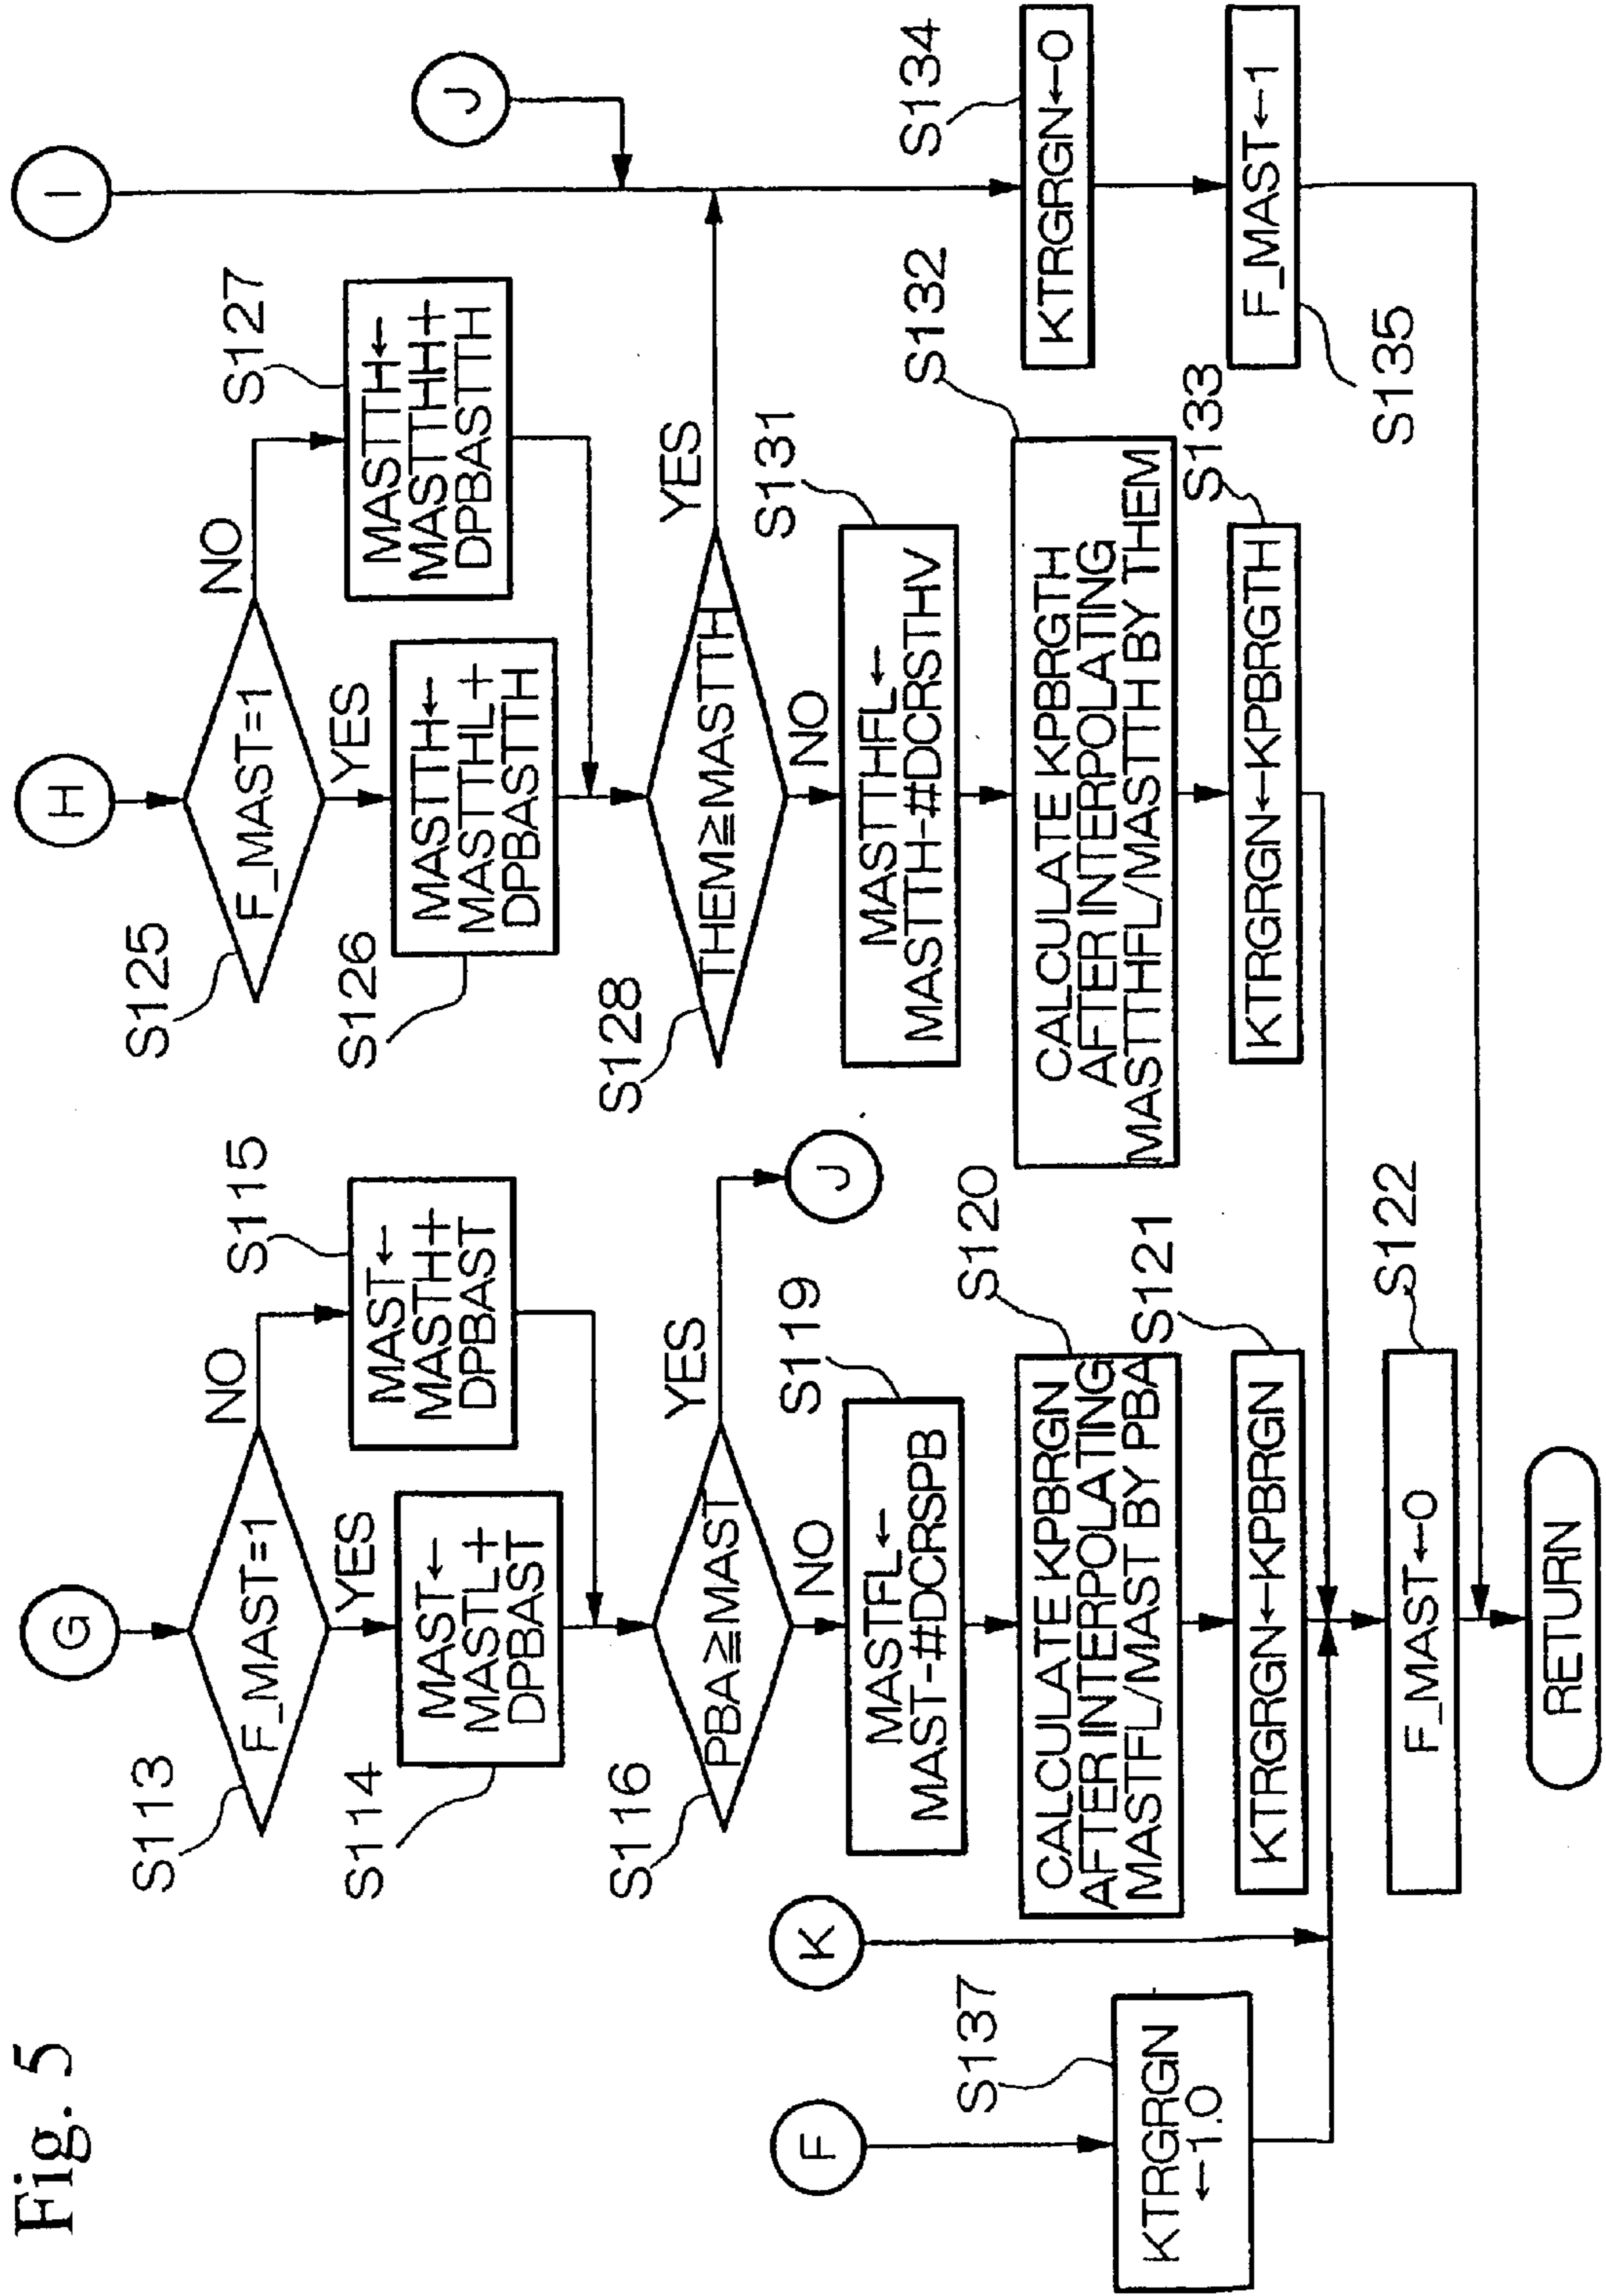 Fig. 5
G
S113
F_MAST=1
NO
YES
S114
MAST←
MASTL+
DPBAST
S115
MAST←
MASTH+
DPBAST
S116
PBA≧MAST
YES
J
NO
S119
MASTFL←
MAST-#DCRSPB
S120
CALCULATE KPBRGN
AFTER INTERPOLATING
MASTFL/MAST BY PBA
S121
KTRGRGN←KPBRGN
F
S137
KTRGRGN
←1.0
K
S122
F_MAST←0
RETURN
H
S125
F_MAST=1
NO
YES
S126
MASTTH←
MASTTHL+
DPBASTTH
S127
MASTTH←
MASTTHH+
DPBASTTH
S128
THEM≧MASTTH
YES
NO
S131
MASTTHFL←
MASTTH-#DCRSTHV
S132
CALCULATE KPBRGTH
AFTER INTERPOLATING
MASTTHFL/MASTTH BY THEM
S133
KTRGRGN←KPBRGTH
I
J
S134
KTRGRGN←0
F_MAST←1
S135